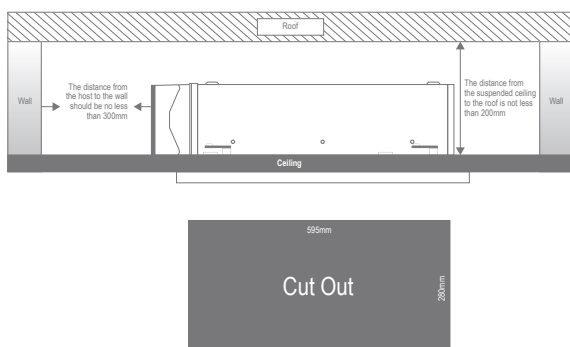 Roof
Wall
The distance from
the host to the wall
should be no less
than 300mm
The distance from
the suspended ceiling
to the roof is not less
than 200mm
Wall
Ceiling
595mm
Cut Out
280mm